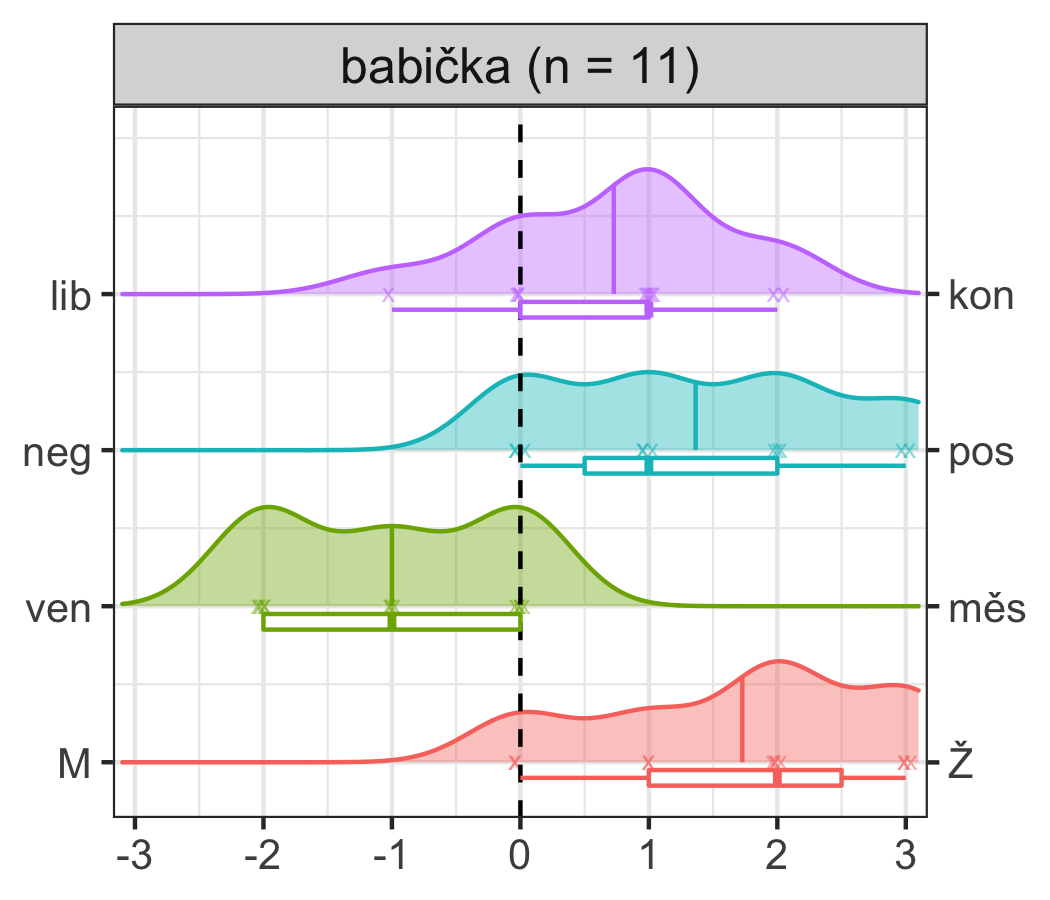 babička (n = 11)
lib kon
neg pos
ven měs
M Ž
-3 -2 -1 0 1 2 3